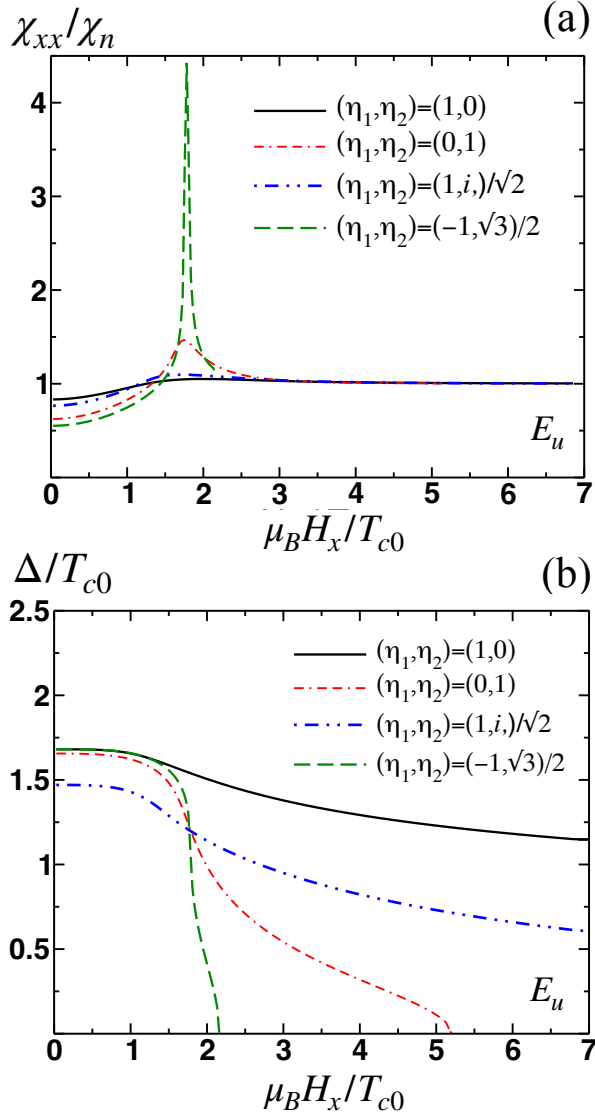 χxx/χn (a)
4
3
2
1
(η1,η2)=(1,0)
(η1,η2)=(0,1)
(η1,η2)=(1,i,)/√2
(η1,η2)=(-1,√3)/2
Eu
0 1 2 3 4 5 6 7
μBHx/Tc0
Δ/Tc0 (b)
2.5
2
1.5
1
0.5
(η1,η2)=(1,0)
(η1,η2)=(0,1)
(η1,η2)=(1,i,)/√2
(η1,η2)=(-1,√3)/2
Eu
0 1 2 3 4 5 6 7
μBHx/Tc0